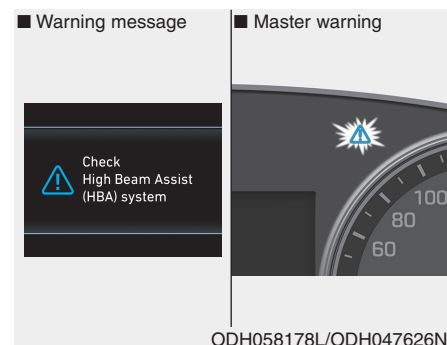 ■ Warning message
■ Master warning
Check
High Beam Assist
(HBA) system
100
80
60
ODH058178L/ODH047626N